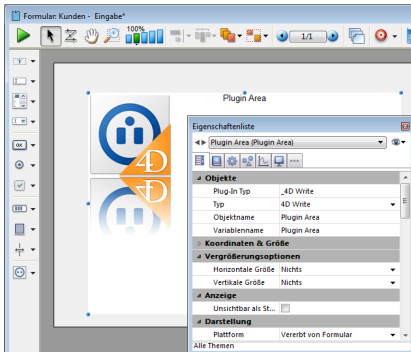 Formular: Kunden - Eingabe*
100%
1/1
Plugin Area
4D
OK
Eigenschaftenliste
Plugin Area (Plugin Area)
Objekte
Plug-In Typ _4D Write
Typ 4D Write
Objektname Plugin Area
Variablenname Plugin Area
Koordinaten & Größe
Vergrößerungsoptionen
Horizontale Größe Nichts
Vertikale Größe Nichts
Anzeige
Unsichtbar als St...
Darstellung
Plattform Vererbt von Formular
Alle Themen